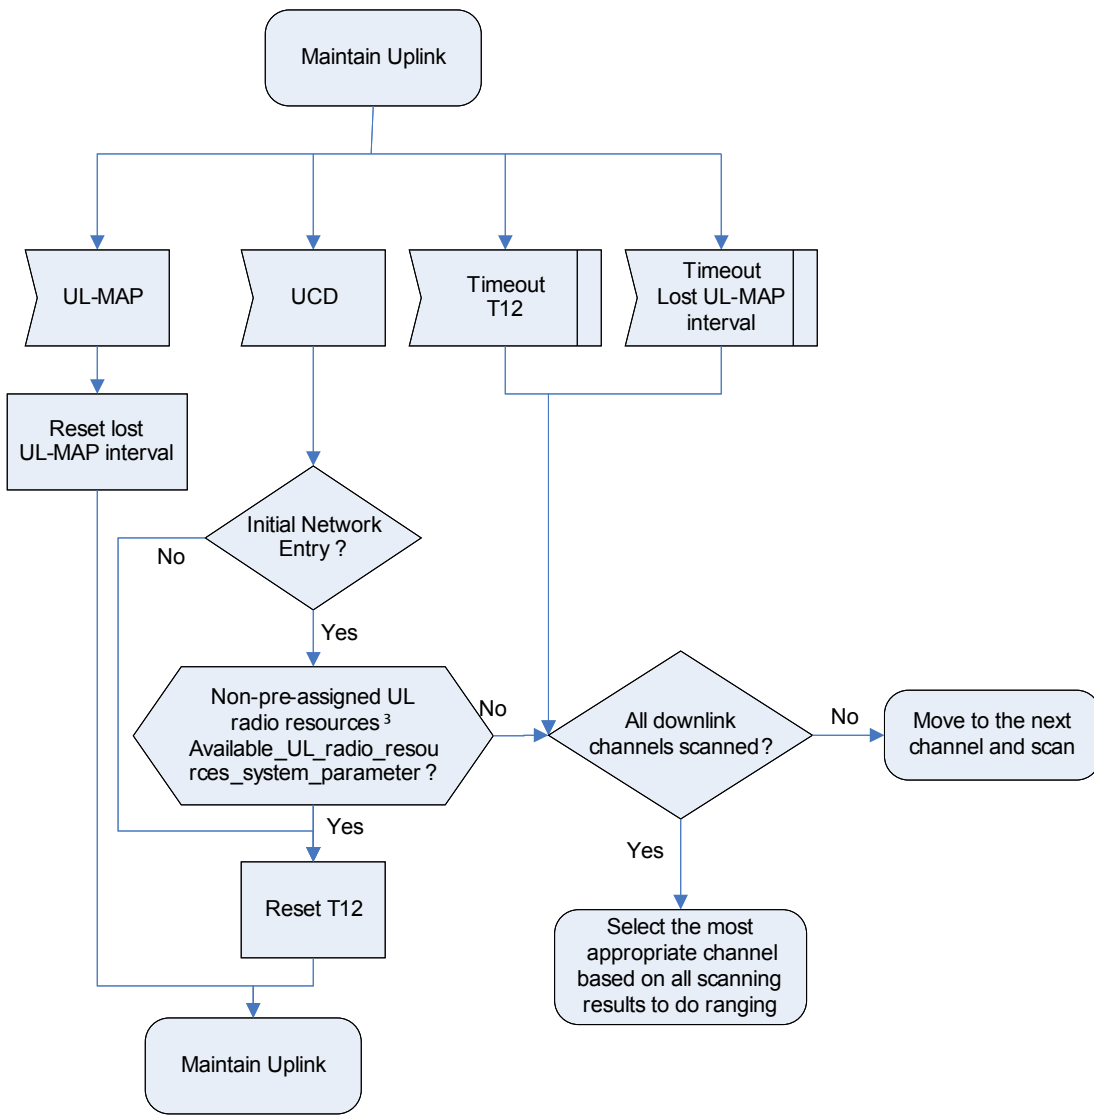 Maintain Uplink
UL-MAP
UCD
Timeout
T12
Timeout
Lost UL-MAP
interval
Reset lost
UL-MAP interval
Initial Network
Entry ?
No
Yes
Non-pre-assigned UL
radio resources ³
Available_UL_radio_resou
rces_system_parameter ?
No
All downlink
channels scanned ?
No
Move to the next
channel and scan
Yes
Yes
Reset T12
Select the most
appropriate channel
based on all scanning
results to do ranging
Maintain Uplink